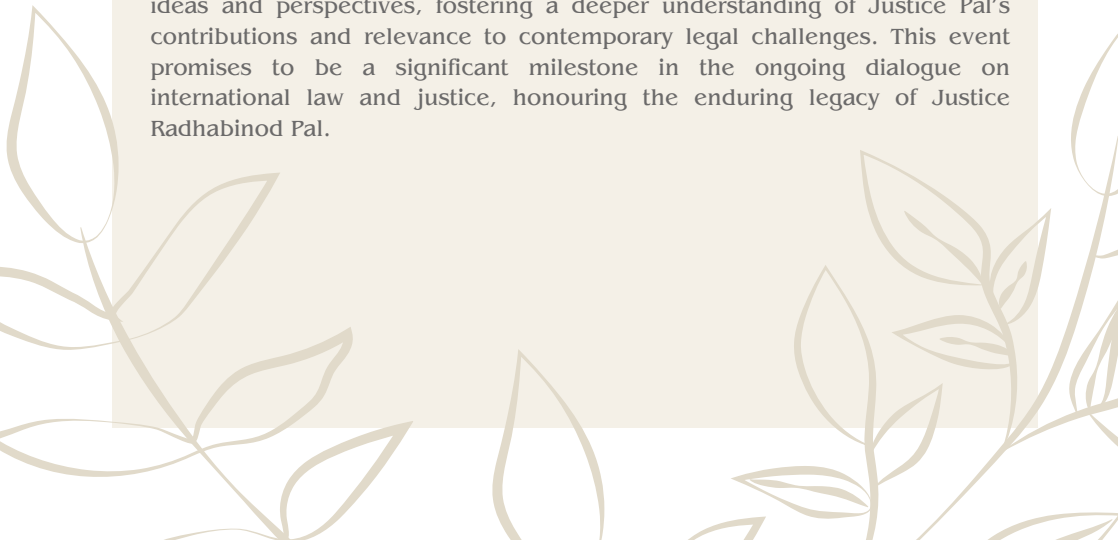 ideas and perspectives, fostering a deeper understanding of Justice Pal's
contributions and relevance to contemporary legal challenges. This event
promises to be a significant milestone in the ongoing dialogue on
international law and justice, honouring the enduring legacy of Justice
Radhabinod Pal.